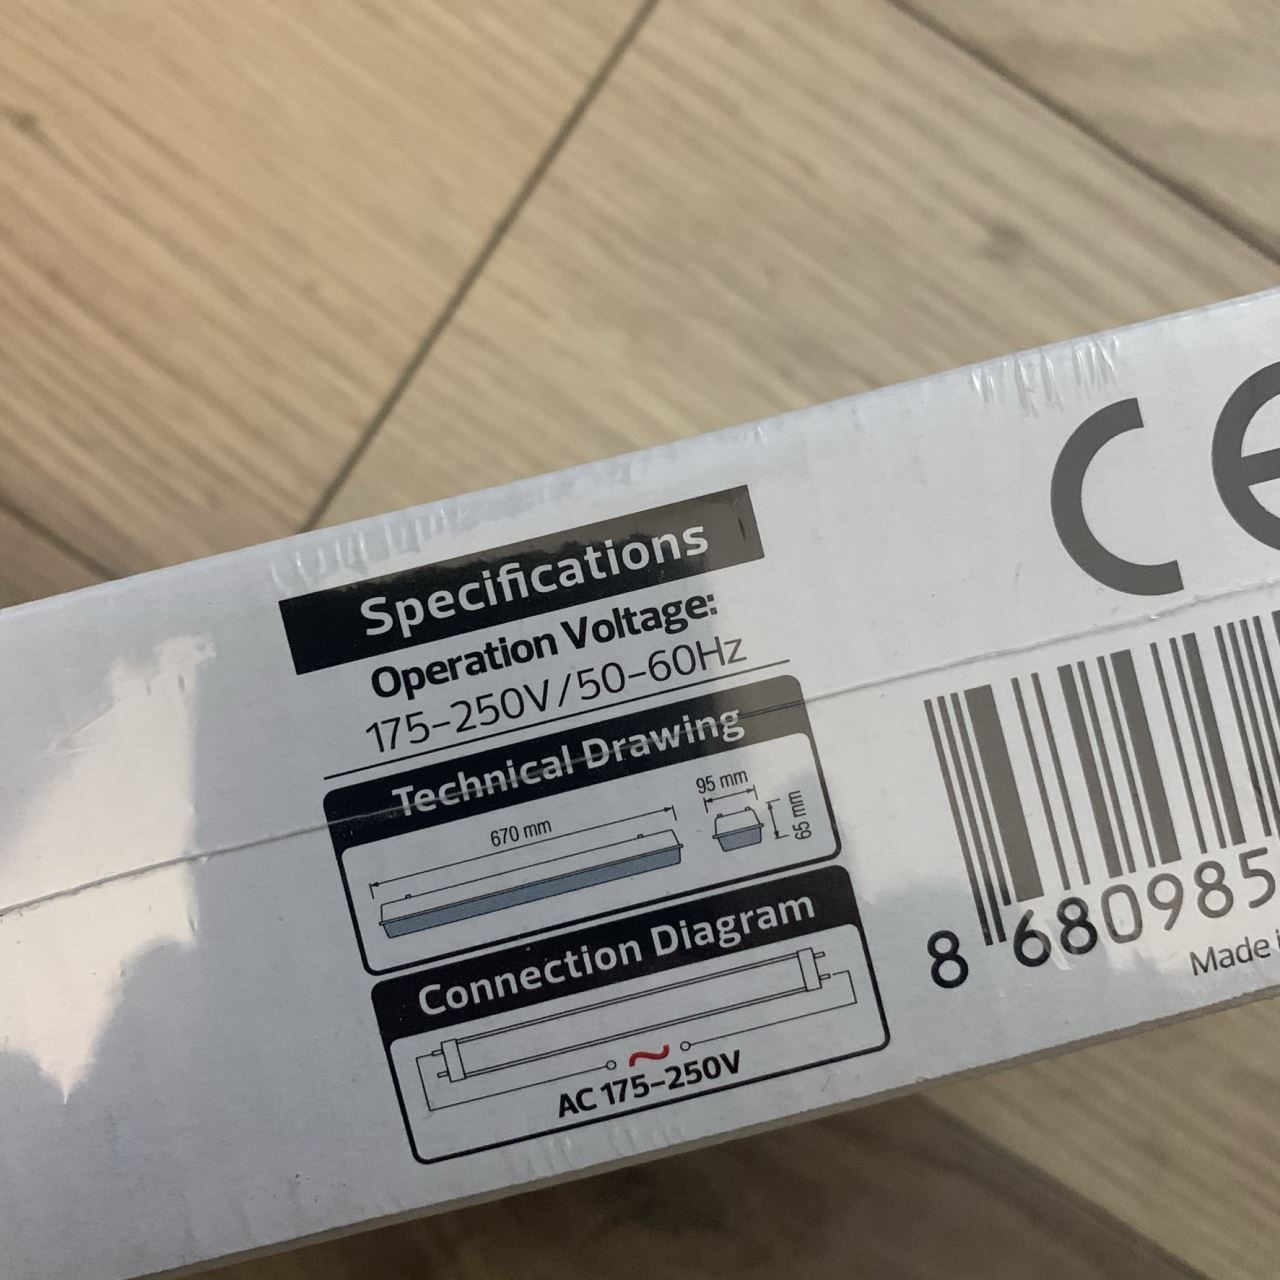 CE
Specifications
Operation Voltage:
175-250V/50-60Hz
Technical Drawing
670 mm
95 mm
65 mm
Connection Diagram
AC 175-250V
8 680985
Made